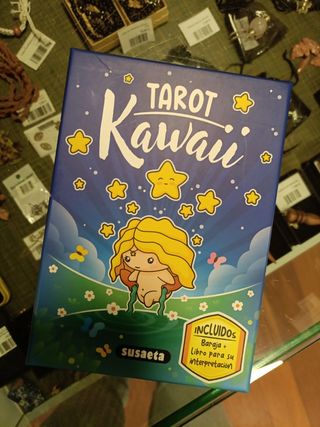 TAROT
Kawaii
INCLUIDOS
Baraja +
Libro para su
interpretación
susaeta